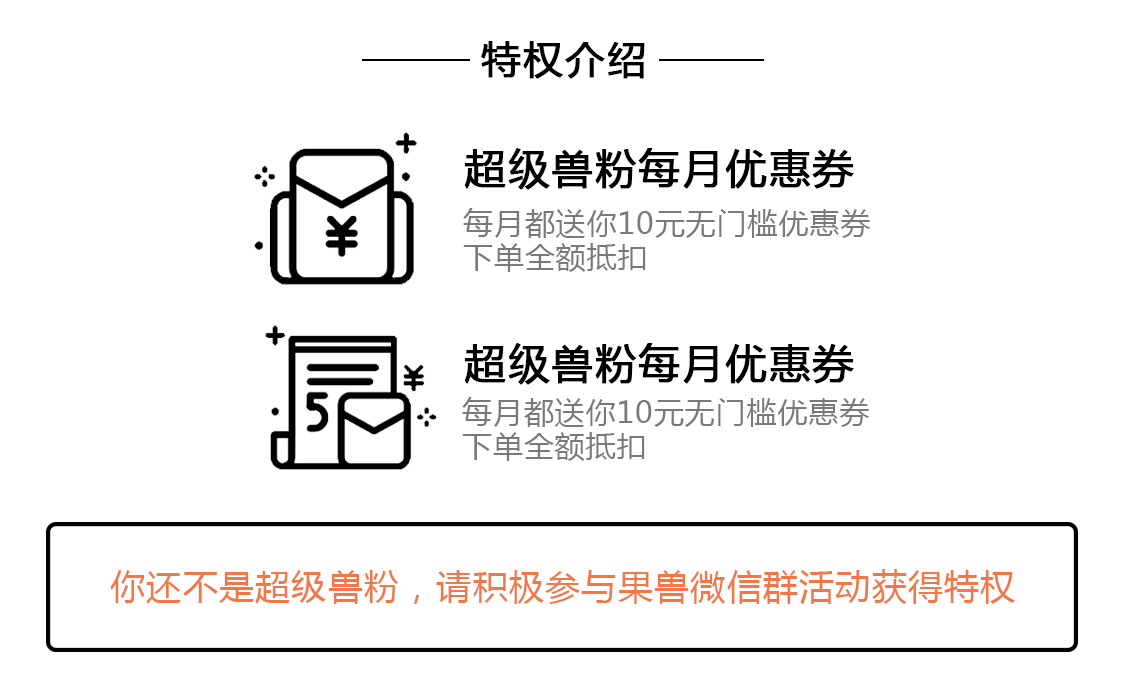 特权介绍
¥
超级兽粉每月优惠券
每月都送你10元无门槛优惠券
下单全额抵扣
¥
5
超级兽粉每月优惠券
每月都送你10元无门槛优惠券
下单全额抵扣
你还不是超级兽粉，请积极参与果兽微信群活动获得特权